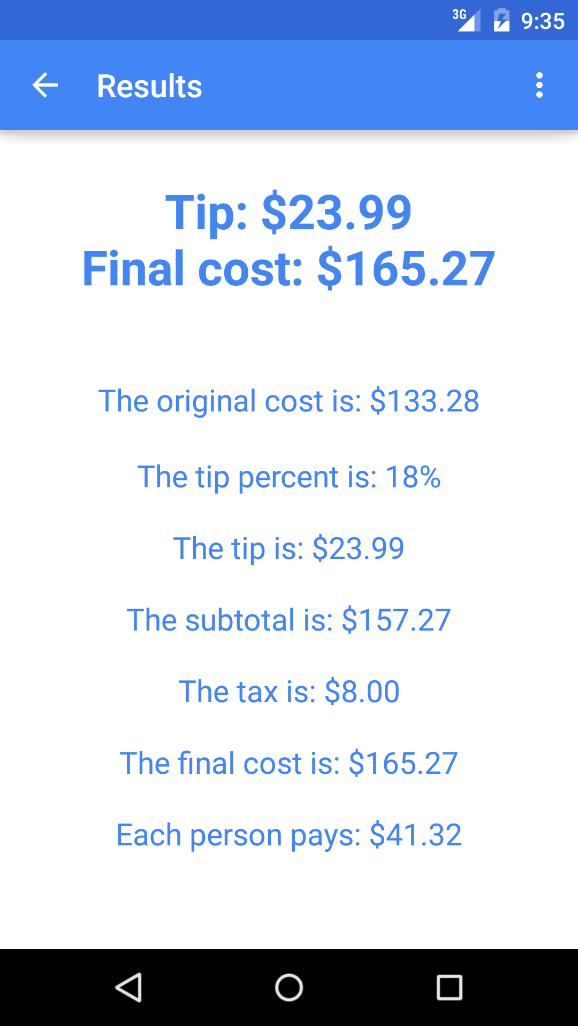 3G 9:35
Results
Tip: $23.99
Final cost: $165.27
The original cost is: $133.28
The tip percent is: 18%
The tip is: $23.99
The subtotal is: $157.27
The tax is: $8.00
The final cost is: $165.27
Each person pays: $41.32